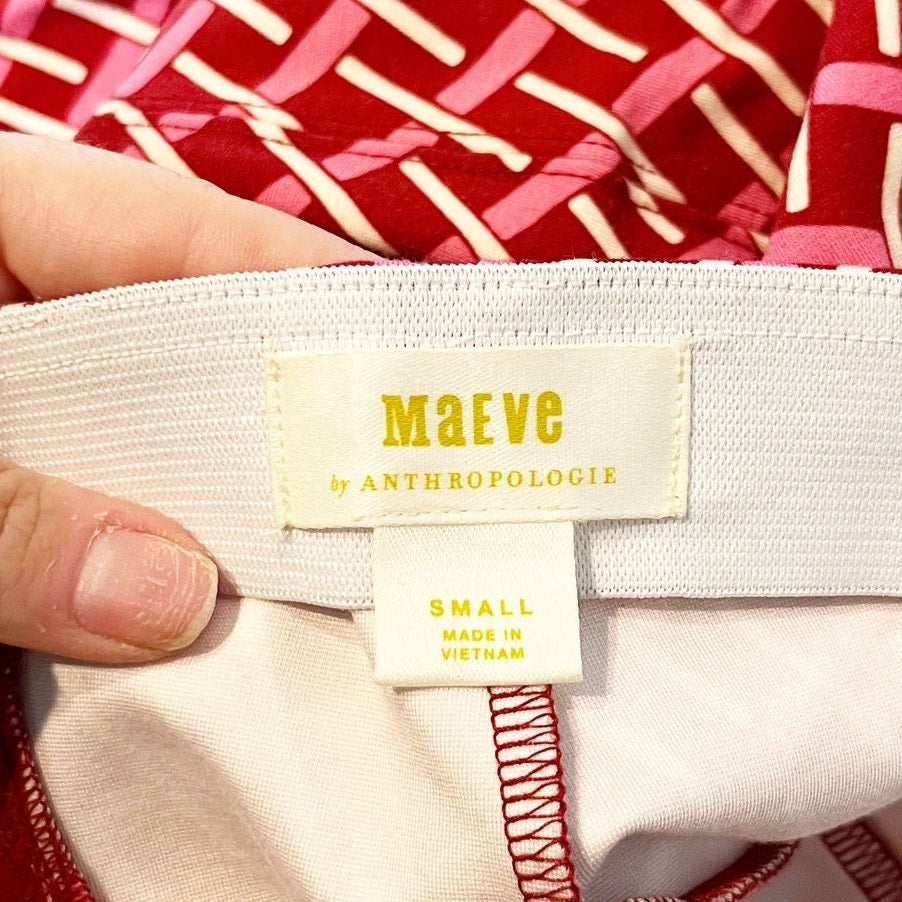 MaEVe
by ANTHROPOLOGIE
SMALL
MADE IN
VIETNAM